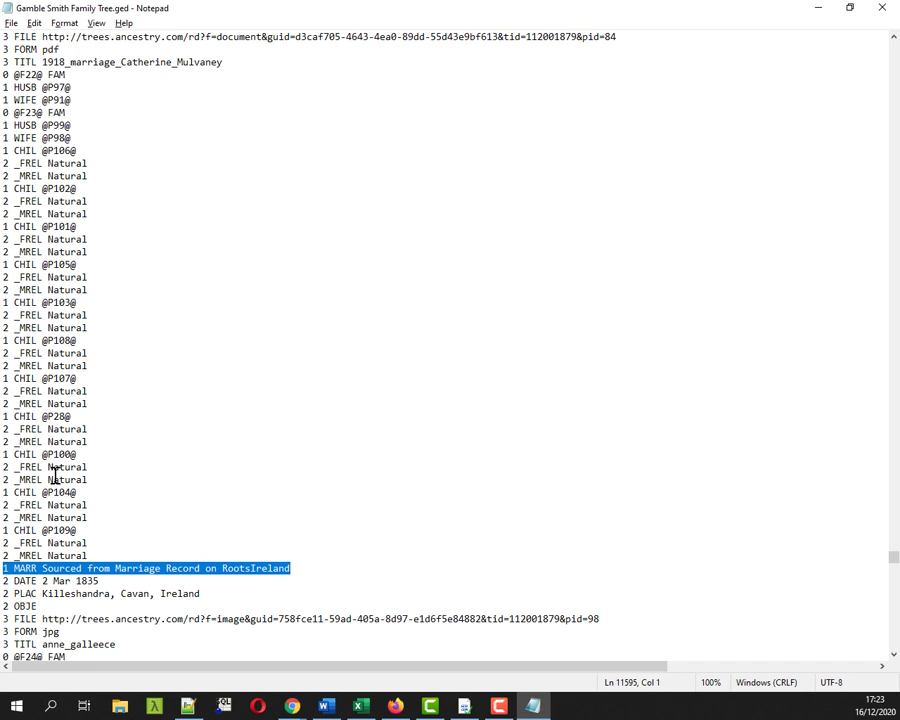 Gamble Smith Family Tree.ged - Notepad
File Edit Format View Help
3 FILE http://trees.ancestry.com/rd?f=document&guid=d3caf705-4643-4ea0-89dd-55d43e9bf613&tid=112001879&pid=84
3 FORM pdf
3 TITL 1918_marriage_Catherine_Mulvaney
0 @F22@ FAM
1 HUSB @P97@
1 WIFE @P91@
0 @F23@ FAM
1 HUSB @P99@
1 WIFE @P98@
1 CHIL @P106@
2 _FREL Natural
2 _MREL Natural
1 CHIL @P102@
2 _FREL Natural
2 _MREL Natural
1 CHIL @P101@
2 _FREL Natural
2 _MREL Natural
1 CHIL @P105@
2 _FREL Natural
2 _MREL Natural
1 CHIL @P103@
2 _FREL Natural
2 _MREL Natural
1 CHIL @P108@
2 _FREL Natural
2 _MREL Natural
1 CHIL @P107@
2 _FREL Natural
2 _MREL Natural
1 CHIL @P28@
2 _FREL Natural
2 _MREL Natural
1 CHIL @P100@
2 _FREL Natural
2 _MREL Natural
1 CHIL @P104@
2 _FREL Natural
2 _MREL Natural
1 CHIL @P109@
2 _FREL Natural
2 _MREL Natural
1 MARR Sourced from Marriage Record on RootsIreland
2 DATE 2 Mar 1835
2 PLAC Killeshandra, Cavan, Ireland
2 OBJE
3 FILE http://trees.ancestry.com/rd?f=image&guid=758fce11-59ad-405a-8d97-e1d6f5e84882&tid=112001879&pid=98
3 FORM jpg
3 TITL anne_galleece
0 @F24@ FAM
Ln 11595, Col 1 100% Windows (CRLF) UTF-8
17:23
16/12/2020